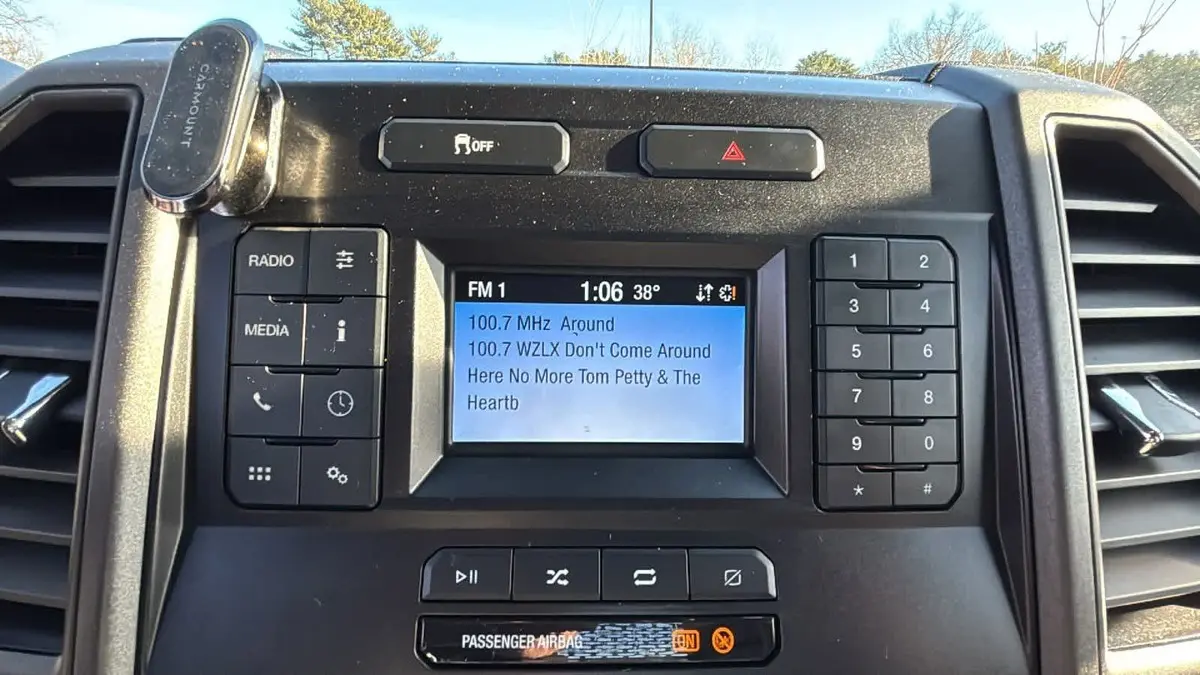 CARMOUNT
OFF
RADIO
MEDIA
FM 1 1:06 38°
100.7 MHz Around
100.7 WZLX Don't Come Around
Here No More Tom Petty & The
Heartb
1 2
3 4
5 6
7 8
9 0
* #
PASSENGER AIRBAG ON